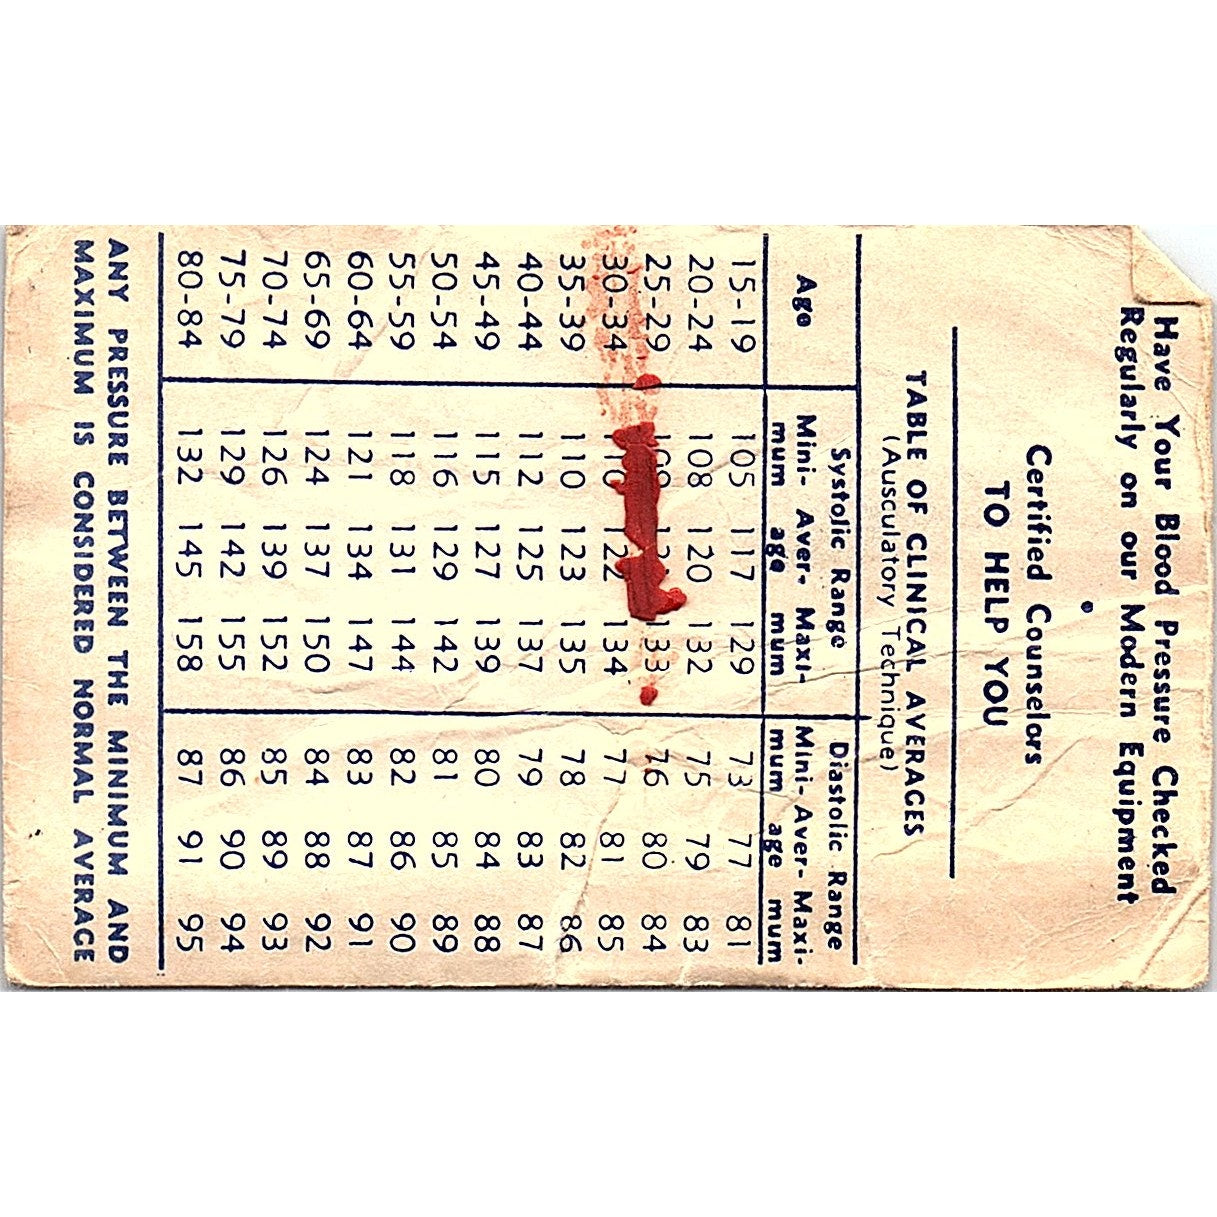 Have Your Blood Pressure Checked
Regularly on our Modern Equipment
Certified Counselors
TO HELP YOU
TABLE OF CLINICAL AVERAGES
(Ausculatory Technique)
Systolic Range Diastolic Range
Age Mini- Aver- Maxi- Mini- Aver- Maxi-
mum age mum mum age mum
15-19 105 117 129 73 77 81
20-24 108 120 132 75 79 83
25-29 109 133 76 80 84
30-34 110 122 134 77 81 85
35-39 110 123 135 78 82 86
40-44 112 125 137 79 83 87
45-49 115 127 139 80 84 88
50-54 116 129 142 81 85 89
55-59 118 131 144 82 86 90
60-64 121 134 147 83 87 91
65-69 124 137 150 84 88 92
70-74 126 139 152 85 89 93
75-79 129 142 155 86 90 94
80-84 132 145 158 87 91 95
ANY PRESSURE BETWEEN THE MINIMUM AND
MAXIMUM IS CONSIDERED NORMAL AVERAGE